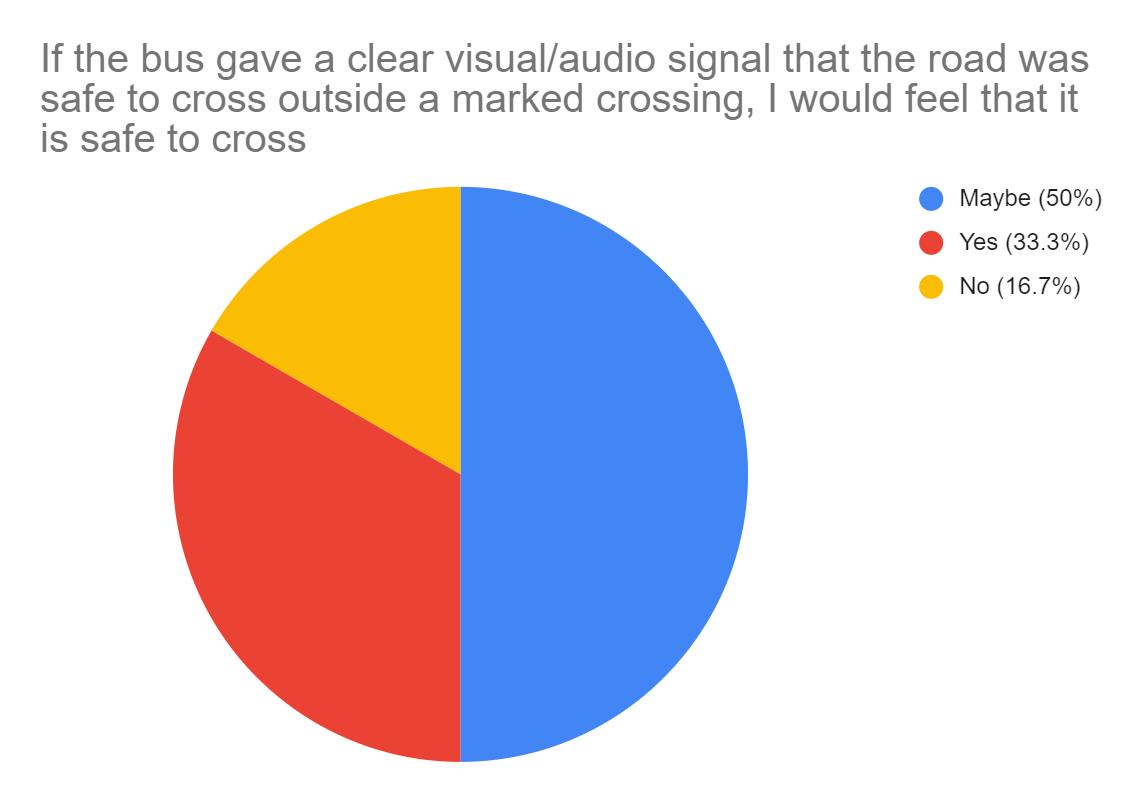 If the bus gave a clear visual/audio signal that the road was
safe to cross outside a marked crossing, I would feel that it
is safe to cross
Maybe (50%)
Yes (33.3%)
No (16.7%)